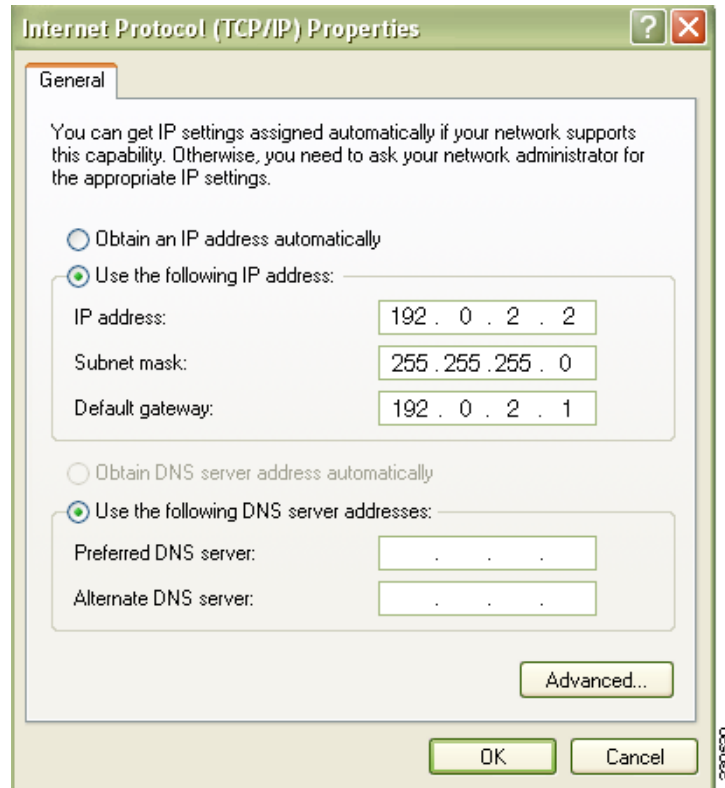 Internet Protocol (TCP/IP) Properties
General
You can get IP settings assigned automatically if your network supports
this capability. Otherwise, you need to ask your network administrator for
the appropriate IP settings.
Obtain an IP address automatically
Use the following IP address:
IP address: 192 . 0 . 2 . 2
Subnet mask: 255 . 255 . 255 . 0
Default gateway: 192 . 0 . 2 . 1
Obtain DNS server address automatically
Use the following DNS server addresses:
Preferred DNS server: . . .
Alternate DNS server: . . .
Advanced...
OK Cancel